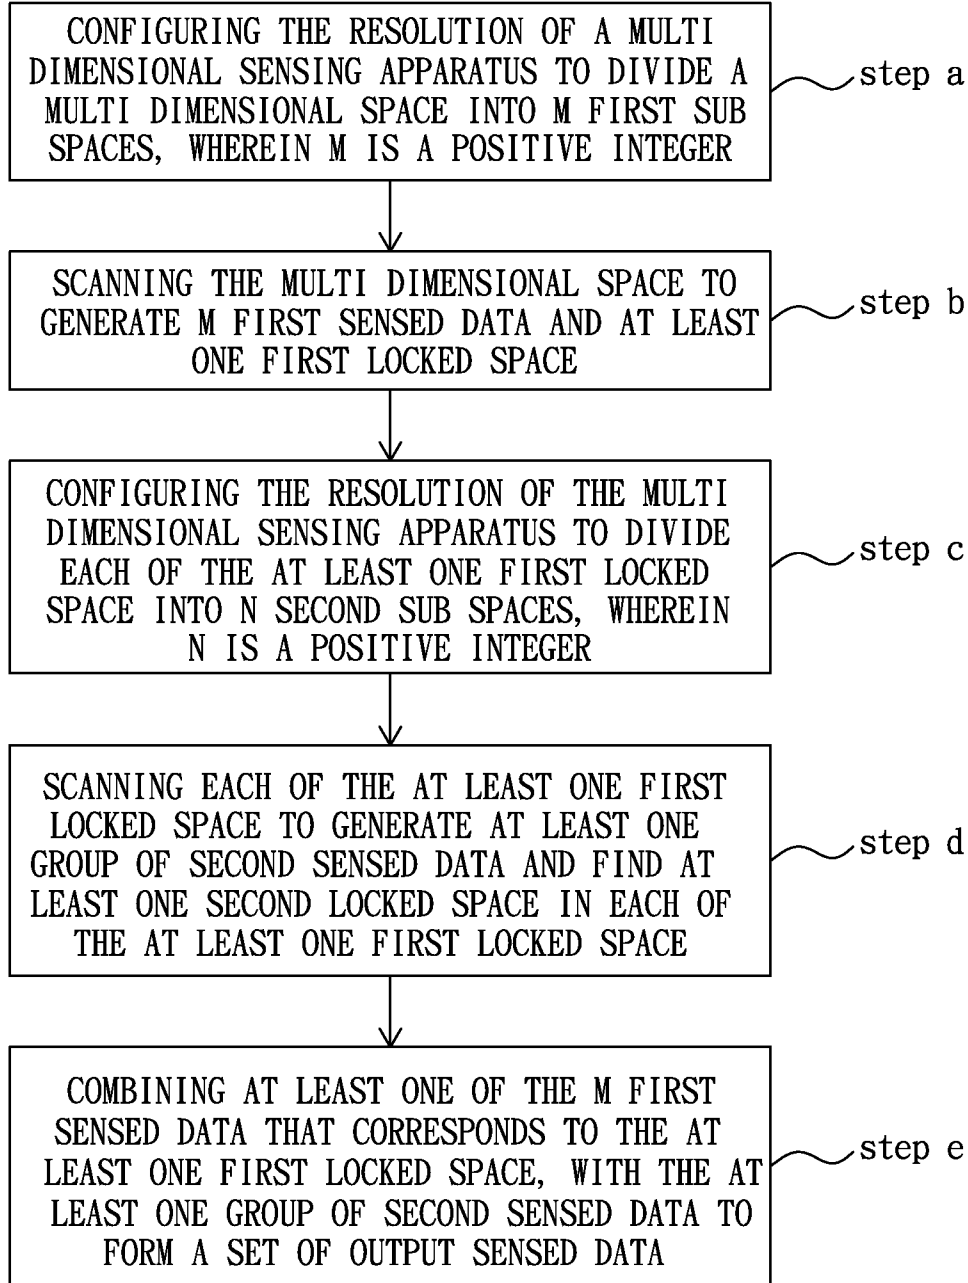 CONFIGURING THE RESOLUTION OF A MULTI
DIMENSIONAL SENSING APPARATUS TO DIVIDE A
MULTI DIMENSIONAL SPACE INTO M FIRST SUB
SPACES, WHEREIN M IS A POSITIVE INTEGER
step a
SCANNING THE MULTI DIMENSIONAL SPACE TO
GENERATE M FIRST SENSED DATA AND AT LEAST
ONE FIRST LOCKED SPACE
step b
CONFIGURING THE RESOLUTION OF THE MULTI
DIMENSIONAL SENSING APPARATUS TO DIVIDE
EACH OF THE AT LEAST ONE FIRST LOCKED
SPACE INTO N SECOND SUB SPACES, WHEREIN
N IS A POSITIVE INTEGER
step c
SCANNING EACH OF THE AT LEAST ONE FIRST
LOCKED SPACE TO GENERATE AT LEAST ONE
GROUP OF SECOND SENSED DATA AND FIND AT
LEAST ONE SECOND LOCKED SPACE IN EACH OF
THE AT LEAST ONE FIRST LOCKED SPACE
step d
COMBINING AT LEAST ONE OF THE M FIRST
SENSED DATA THAT CORRESPONDS TO THE AT
LEAST ONE FIRST LOCKED SPACE, WITH THE AT
LEAST ONE GROUP OF SECOND SENSED DATA TO
FORM A SET OF OUTPUT SENSED DATA
step e